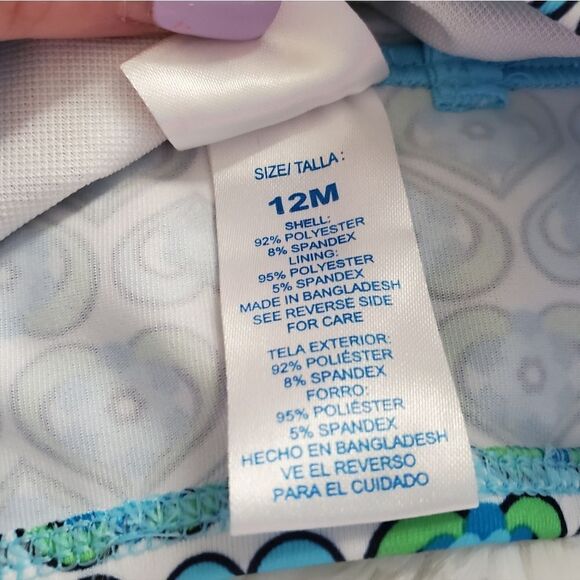 SIZE/ TALLA :
12M
SHELL:
92% POLYESTER
8% SPANDEX
LINING:
95% POLYESTER
5% SPANDEX
MADE IN BANGLADESH
SEE REVERSE SIDE
FOR CARE
TELA EXTERIOR:
92% POLIÉSTER
8% SPANDEX
FORRO:
95% POLIÉSTER
5% SPANDEX
HECHO EN BANGLADESH
VE EL REVERSO
PARA EL CUIDADO